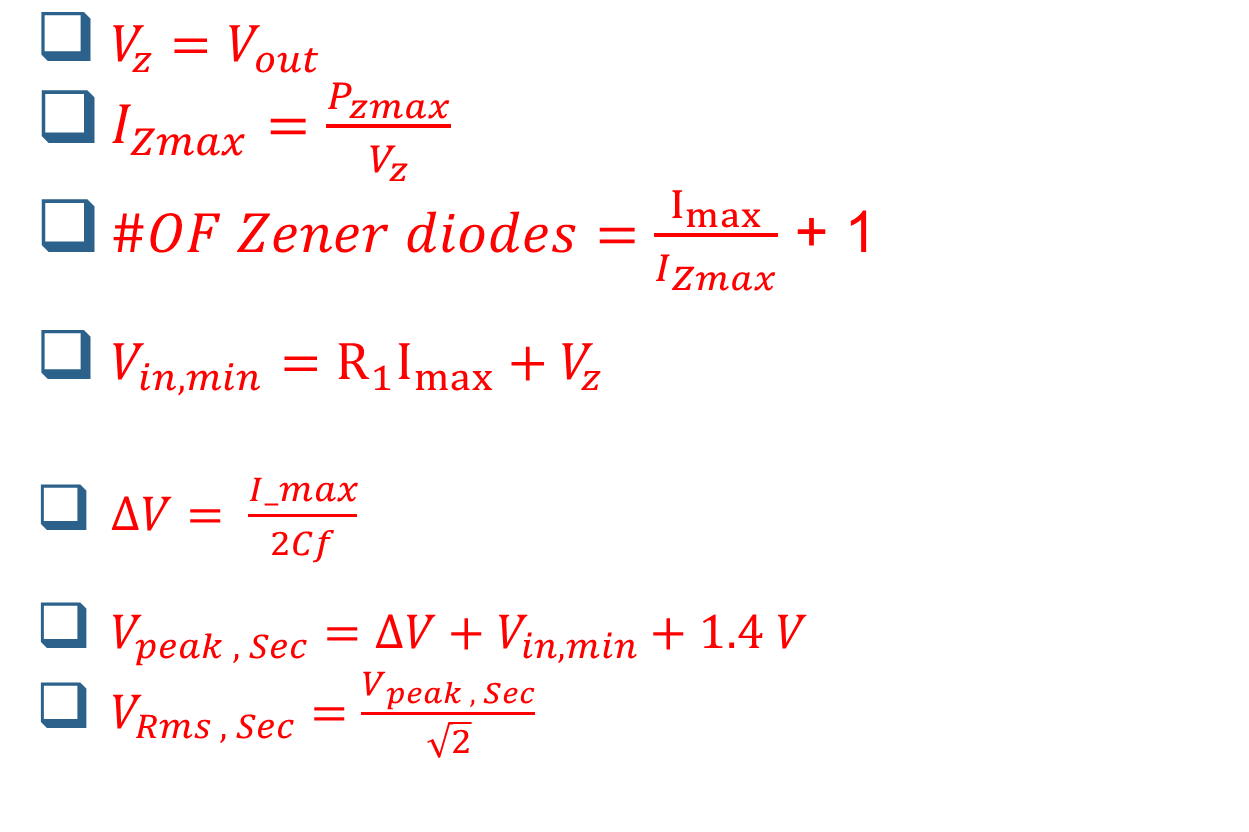 ❑ V_z = V_out
❑ I_Zmax = P_zmax / V_z
❑ #OF Zener diodes = I_max / I_Zmax + 1
❑ V_in,min = R_1 I_max + V_z
❑ ΔV = I_max / 2Cf
❑ V_peak , Sec = ΔV + V_in,min + 1.4 V
❑ V_Rms , Sec = V_peak , Sec / √2